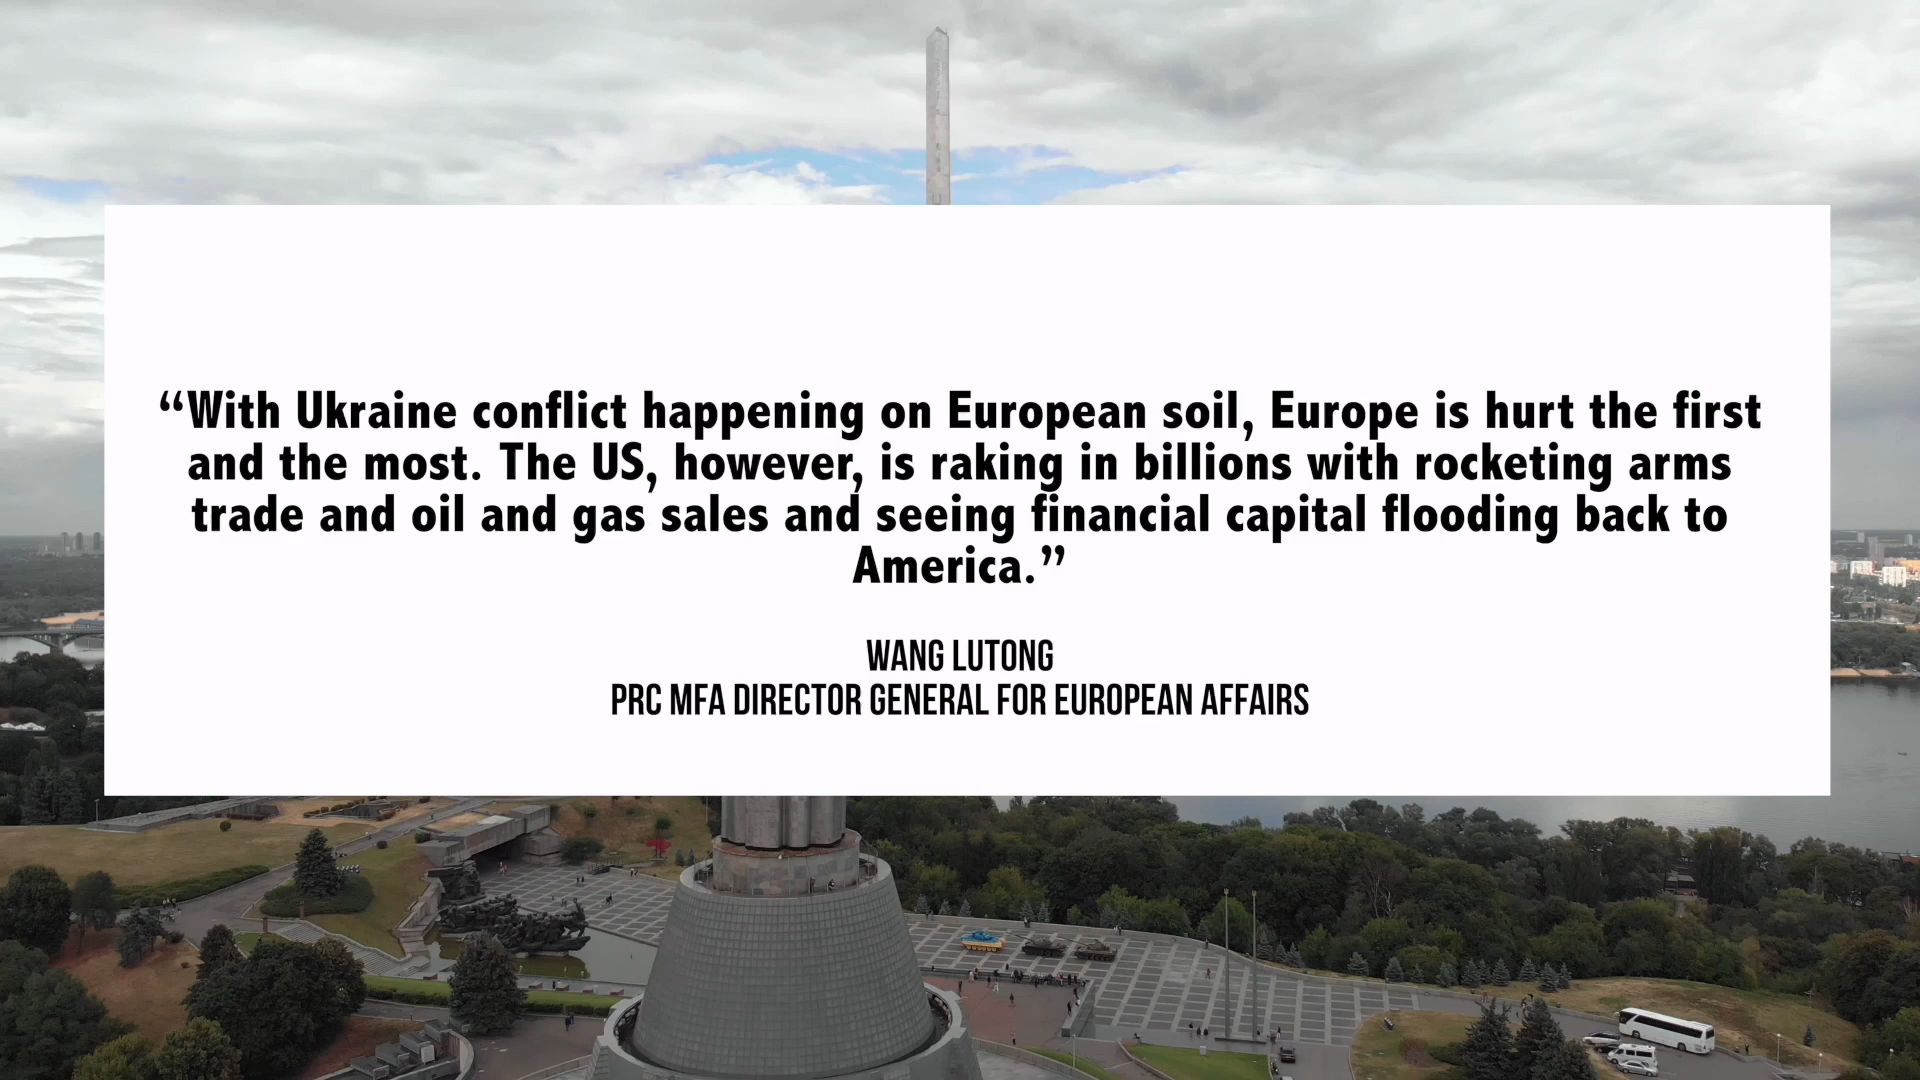 “With Ukraine conflict happening on European soil, Europe is hurt the first
and the most. The US, however, is raking in billions with rocketing arms
trade and oil and gas sales and seeing financial capital flooding back to
America.”
WANG LUTONG
PRC MFA DIRECTOR GENERAL FOR EUROPEAN AFFAIRS